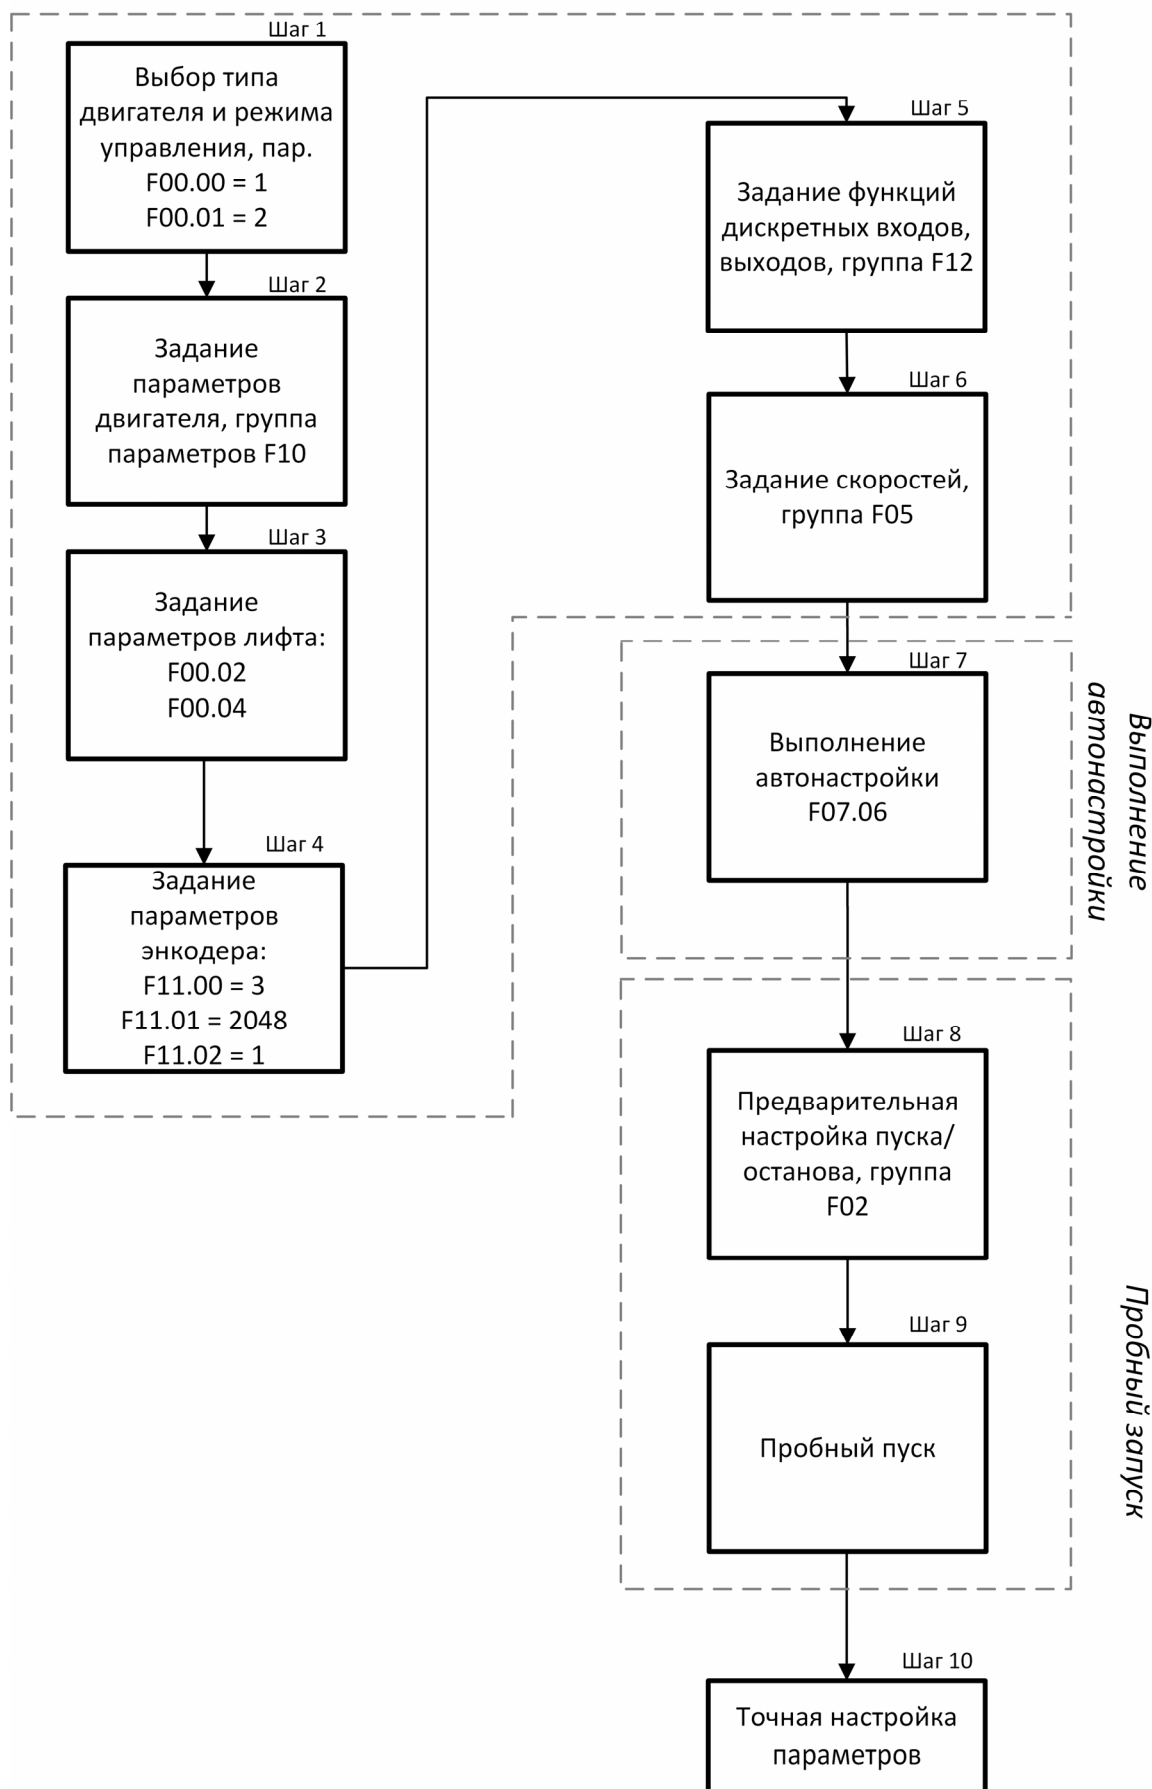 Шаг 1
Выбор типа
двигателя и режима
управления, пар.
F00.00 = 1
F00.01 = 2
Шаг 2
Задание
параметров
двигателя, группа
параметров F10
Шаг 3
Задание
параметров лифта:
F00.02
F00.04
Шаг 4
Задание
параметров
энкодера:
F11.00 = 3
F11.01 = 2048
F11.02 = 1
Шаг 5
Задание функций
дискретных входов,
выходов, группа F12
Шаг 6
Задание скоростей,
группа F05
Шаг 7
Выполнение
автонастройки
F07.06
Выполнение
автонастройки
Шаг 8
Предварительная
настройка пуска/
останова, группа
F02
Шаг 9
Пробный пуск
Пробный запуск
Шаг 10
Точная настройка
параметров